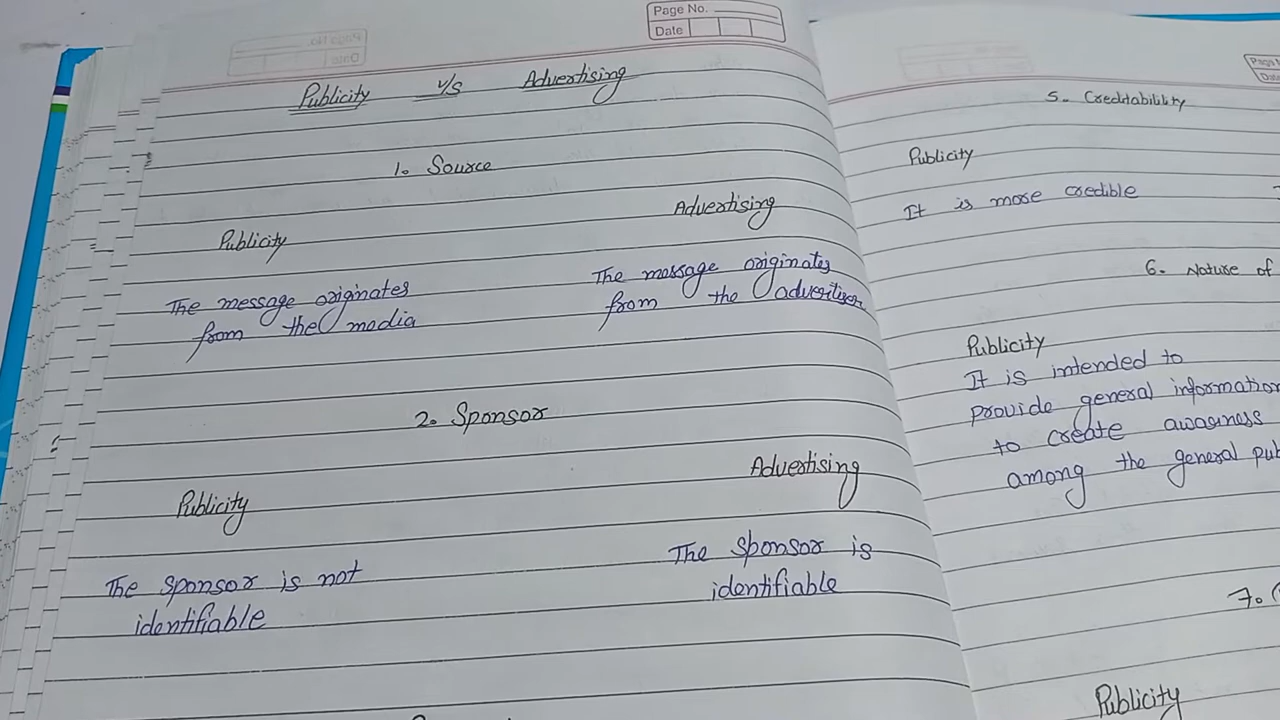 Page No.
Date
Publicity v/s Advertising
1. Source
Publicity
Advertising
The message originates
from the media
The message originates
from the advertiser
2. Sponsor
Publicity
Advertising
The sponsor is not
identifiable
The sponsor is
identifiable
5. Creditability
Publicity
It is more credible
6. Nature of
Publicity
It is intended to
provide general information
to create awarness
among the general pub
7.
Publicity